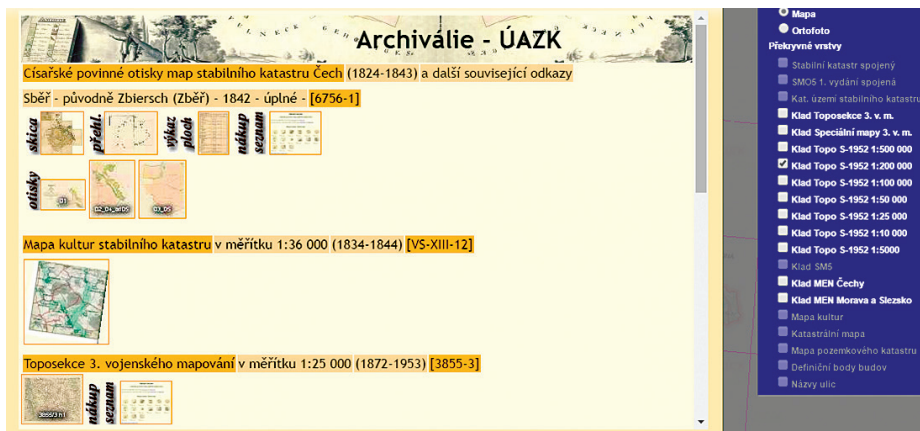 Archiválie - ÚAZK
Císařské povinné otisky map stabilního katastru Čech (1824-1843) a další související odkazy
Sběř - původně Zbiersch (Zběř) - 1842 - úplné - [6756-1]
skica
přehl.
výkaz ploch
nákup seznam
otisky
01
03_05
Mapa kultur stabilního katastru v měřítku 1:36 000 (1834-1844) [VS-XIII-12]
Toposekce 3. vojenského mapování v měřítku 1:25 000 (1872-1953) [3855-3]
nákup seznam
Mapa
Ortofoto
Překryvné vrstvy
Stabilní katastr spojený
SMO5 1. vydání spojená
Kat. území stabilního katastru
Klad Toposekce 3. v. m.
Klad Speciální mapy 3. v. m.
Klad Topo S-1952 1:500 000
Klad Topo S-1952 1:200 000
Klad Topo S-1952 1:100 000
Klad Topo S-1952 1:50 000
Klad Topo S-1952 1:25 000
Klad Topo S-1952 1:10 000
Klad Topo S-1952 1:5000
Klad SM5
Klad MEN Čechy
Klad MEN Morava a Slezsko
Mapa kultur
Katastrální mapa
Mapa pozemkového katastru
Definiční body budov
Názvy ulic